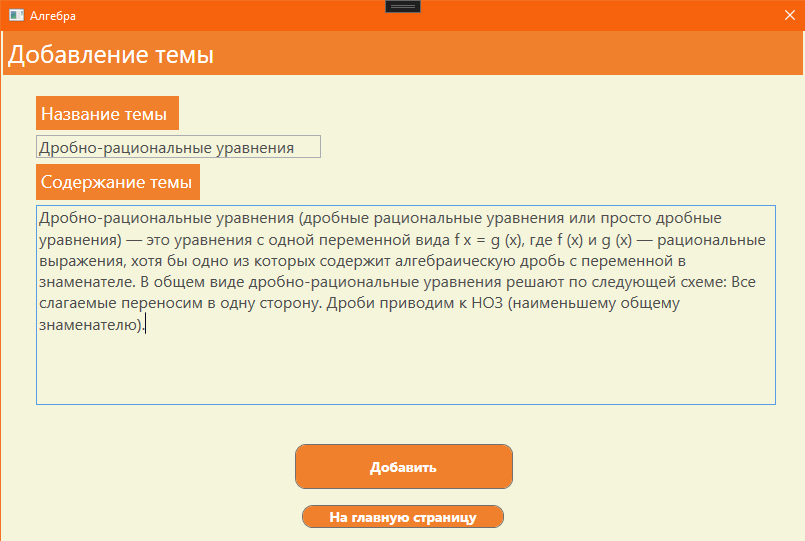 Алгебра
Добавление темы
Название темы
Дробно-рациональные уравнения
Содержание темы
Дробно-рациональные уравнения (дробные рациональные уравнения или просто дробные
уравнения) — это уравнения с одной переменной вида f x = g (x), где f (x) и g (x) — рациональные
выражения, хотя бы одно из которых содержит алгебраическую дробь с переменной в
знаменателе. В общем виде дробно-рациональные уравнения решают по следующей схеме: Все
слагаемые переносим в одну сторону. Дроби приводим к НОЗ (наименьшему общему
знаменателю).
Добавить
На главную страницу